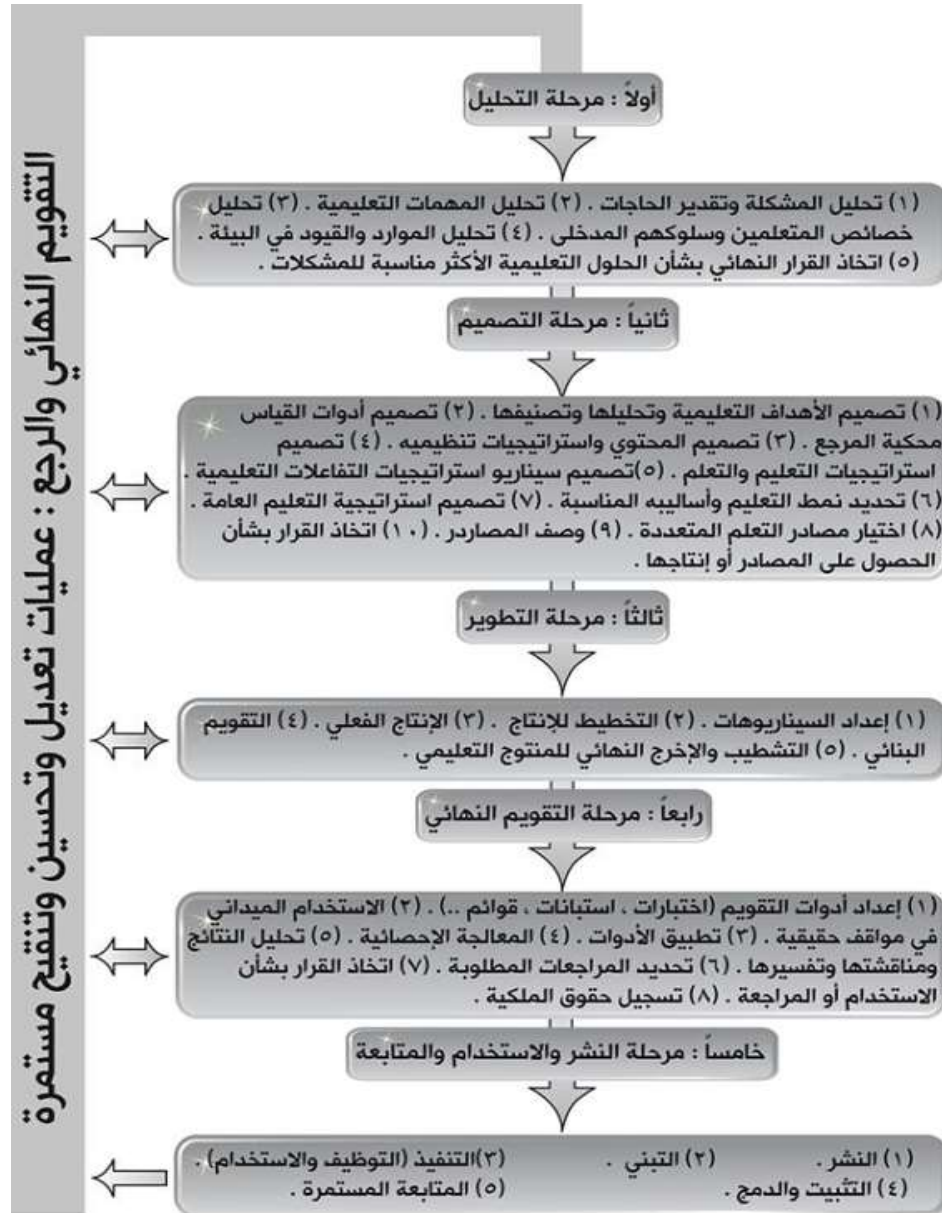 أولاً : مرحلة التحليل
(١) تحليل المشكلة وتقدير الحاجات . (٢) تحليل المهمات التعليمية . (٣) تحليل
خصائص المتعلمين وسلوكهم المدخلى . (٤) تحليل الموارد والقيود في البيئة .
(٥) اتخاذ القرار النهائي بشأن الحلول التعليمية الأكثر مناسبة للمشكلات .
ثانياً : مرحلة التصميم
(١) تصميم الأهداف التعليمية وتحليلها وتصنيفها . (٢) تصميم أدوات القياس
محكية المرجع . (٣) تصميم المحتوي واستراتيجيات تنظيميه . (٤) تصميم
استراتيجيات التعليم والتعلم . (٥)تصميم سيناريو استراتيجيات التفاعلات التعليمية .
(٦) تحديد نمط التعليم وأساليبه المناسبة . (٧) تصميم استراتيجية التعليم العامة .
(٨) اختيار مصادر التعلم المتعددة . (٩) وصف المصاردر . (١٠) اتخاذ القرار بشأن
الحصول على المصادر أو إنتاجها .
ثالثاً : مرحلة التطوير
(١) إعداد السيناريوهات . (٢) التخطيط للإنتاج . (٣) الإنتاج الفعلي . (٤) التقويم
البنائي . (٥) التشطيب والإخرج النهائي للمنتوج التعليمي .
رابعاً : مرحلة التقويم النهائي
(١) إعداد أدوات التقويم (اختبارات ، استبانات ، قوائم ..) . (٢) الاستخدام الميداني
في مواقف حقيقية . (٣) تطبيق الأدوات . (٤) المعالجة الإحصائية . (٥) تحليل النتائج
ومناقشتها وتفسيرها . (٦) تحديد المراجعات المطلوبة . (٧) اتخاذ القرار بشأن
الاستخدام أو المراجعة . (٨) تسجيل حقوق الملكية .
خامساً : مرحلة النشر والاستخدام والمتابعة
(١) النشر . (٢) التبني . (٣)التنفيذ (التوظيف والاستخدام) .
(٤) التثبيت والدمج . (٥) المتابعة المستمرة .
التقويم النهائي والرجع : عمليات تعديل وتحسين وتنقيح مستمرة